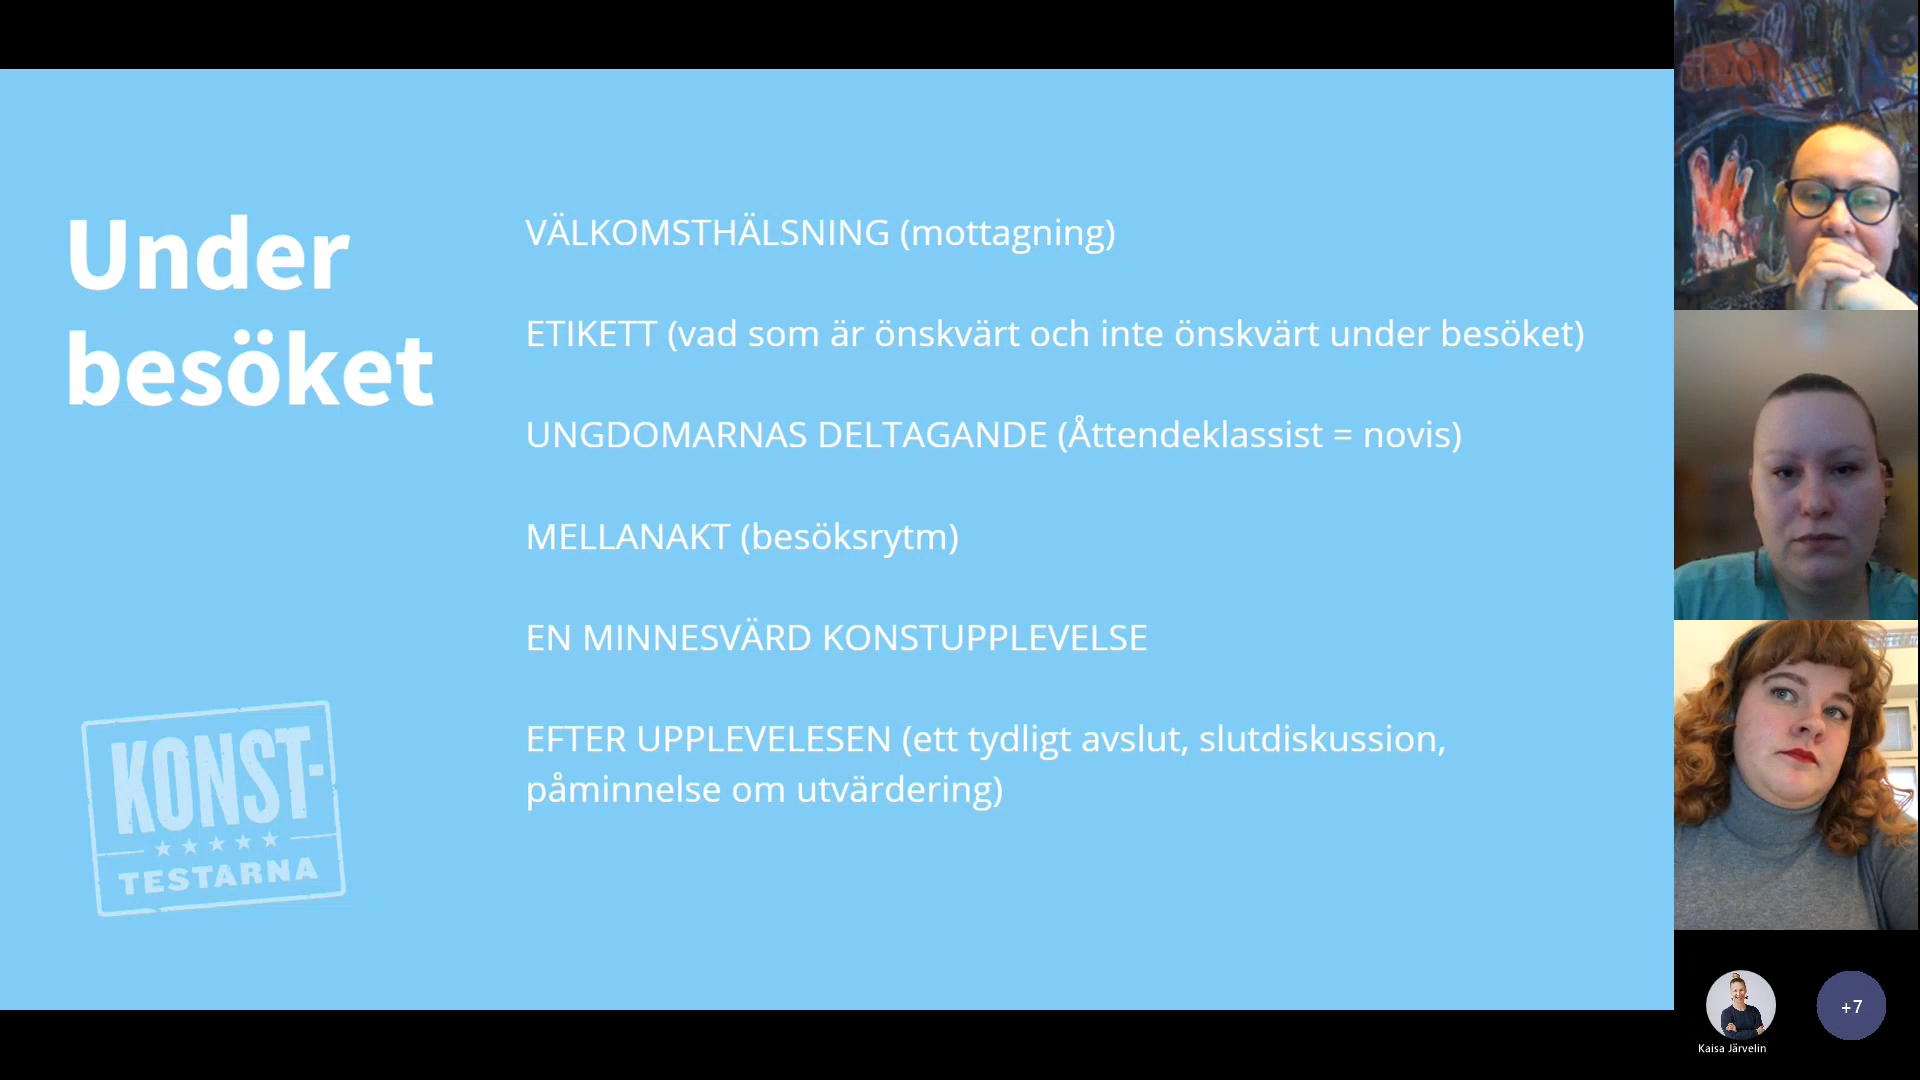 Under
besöket
VÄLKOMSTHÄLSNING (mottagning)
ETIKETT (vad som är önskvärt och inte önskvärt under besöket)
UNGDOMARNAS DELTAGANDE (Åttendeklassist = novis)
MELLANAKT (besöksrytm)
EN MINNESVÄRD KONSTUPPLEVELSE
EFTER UPPLEVELESEN (ett tydligt avslut, slutdiskussion,
påminnelse om utvärdering)
KONST-
TESTARNA
Kaisa Järvelin
+7